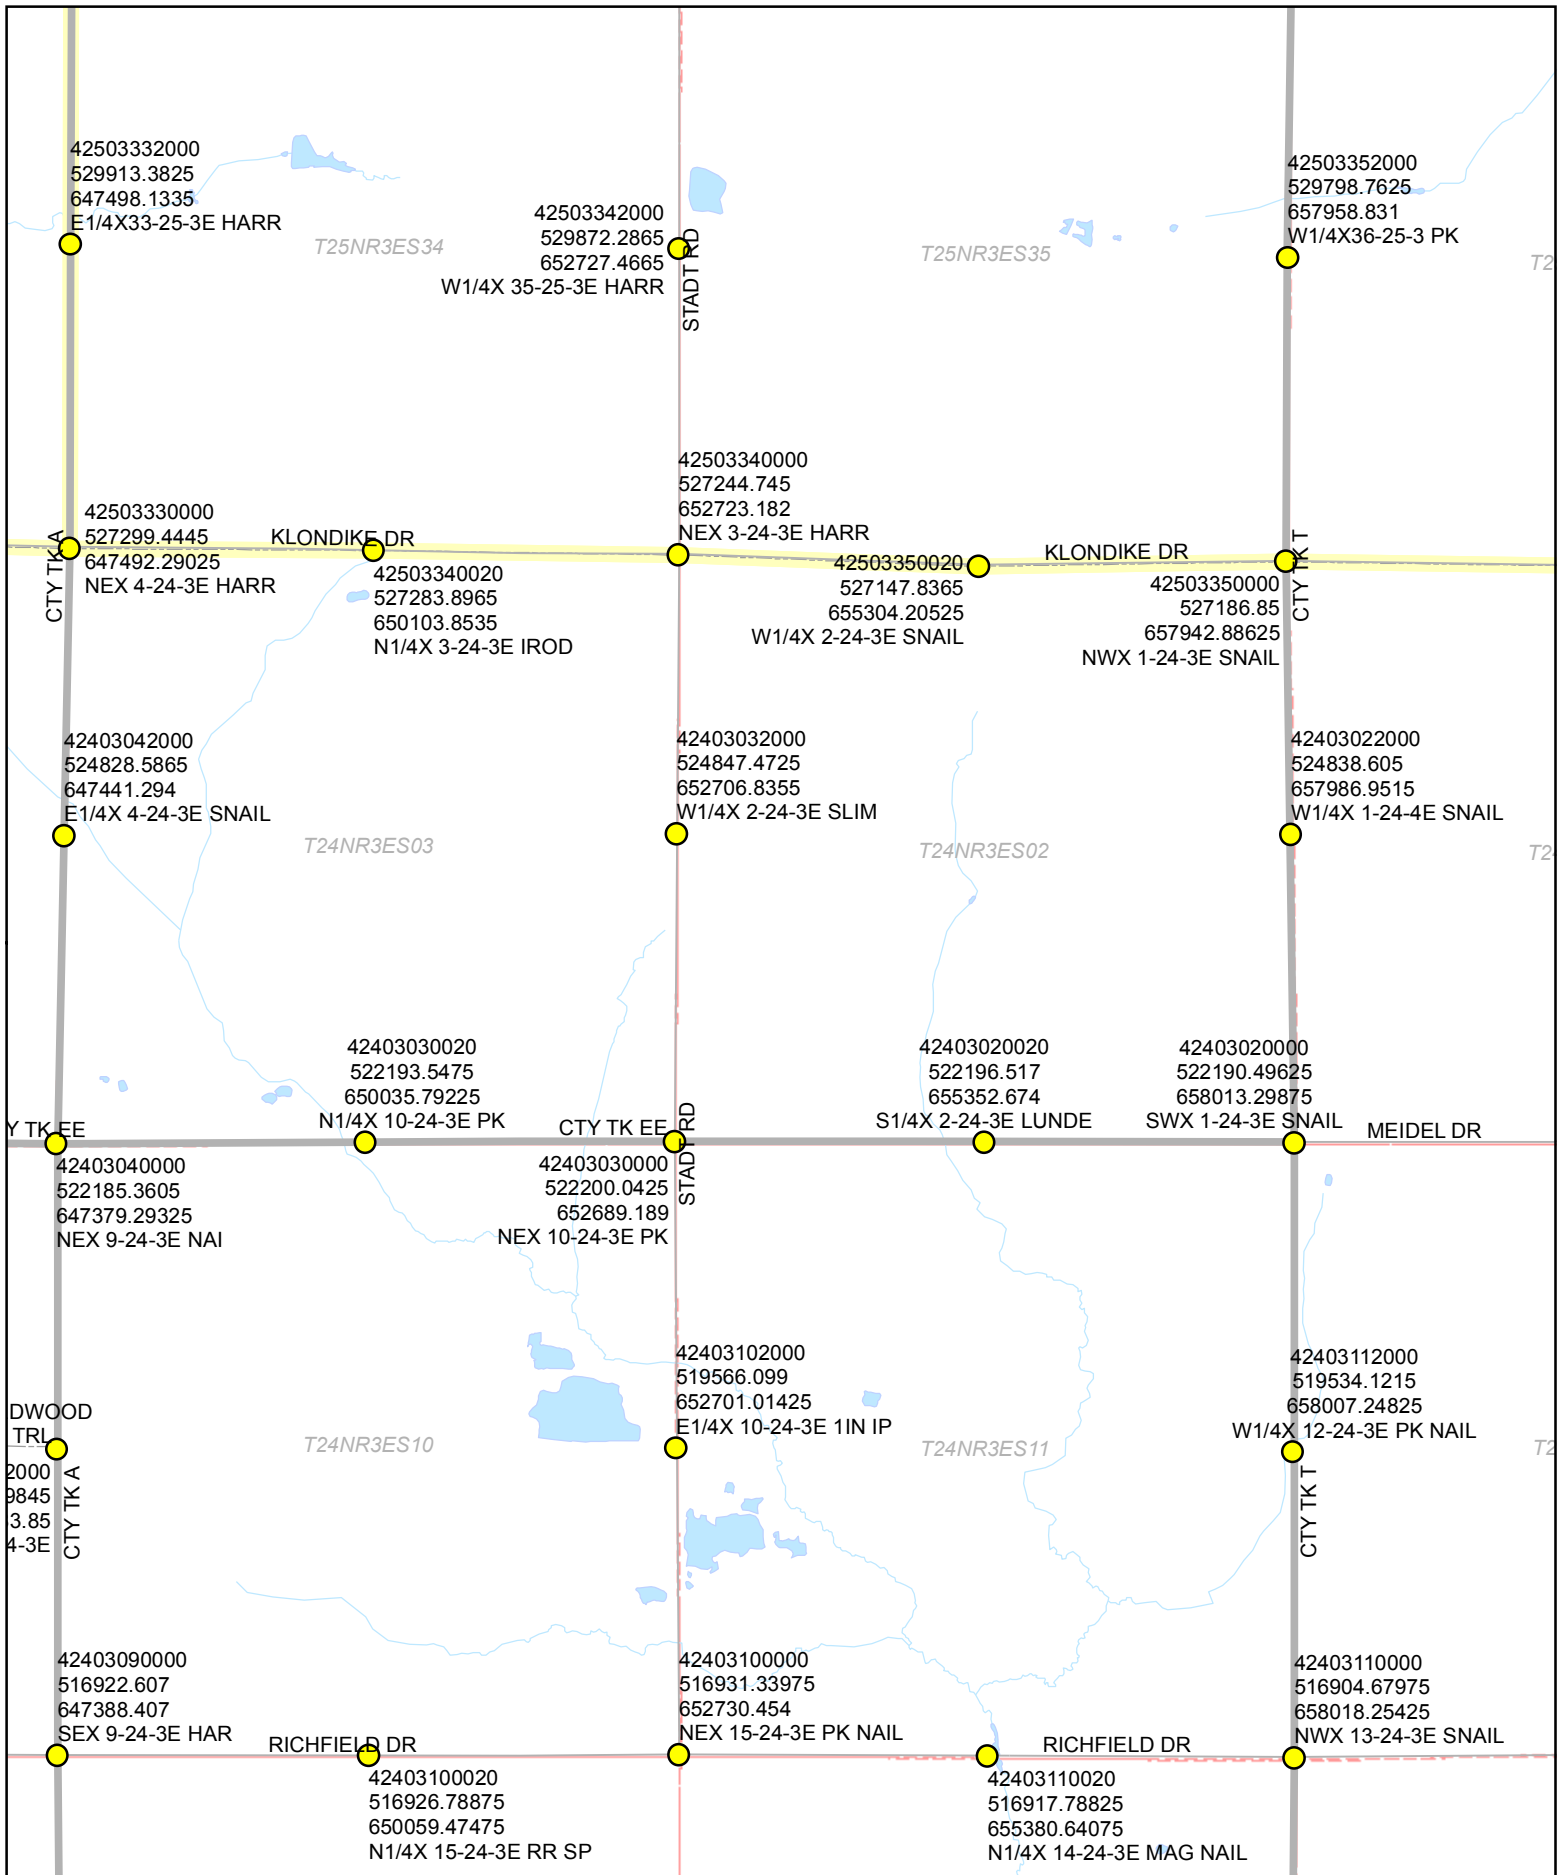 42503332000
529913.3825
647498.1335
E1/4X33-25-3E HARR
T25NR3ES34
42503342000
529872.2865
652727.4665
W1/4X 35-25-3E HARR
STADT RD
T25NR3ES35
42503352000
529798.7625
657958.831
W1/4X36-25-3 PK
T2
CTY TK A
42503330000
527299.4445
647492.29025
NEX 4-24-3E HARR
KLONDIKE DR
42503340020
527283.8965
650103.8535
N1/4X 3-24-3E IROD
42503340000
527244.745
652723.182
NEX 3-24-3E HARR
42503350020
527147.8365
655304.20525
W1/4X 2-24-3E SNAIL
KLONDIKE DR
42503350000
527186.85
657942.88625
NWX 1-24-3E SNAIL
CTY TK T
42403042000
524828.5865
647441.294
E1/4X 4-24-3E SNAIL
T24NR3ES03
42403032000
524847.4725
652706.8355
W1/4X 2-24-3E SLIM
T24NR3ES02
42403022000
524838.605
657986.9515
W1/4X 1-24-4E SNAIL
T2
Y TK EE
42403040000
522185.3605
647379.29325
NEX 9-24-3E NAI
42403030020
522193.5475
650035.79225
N1/4X 10-24-3E PK
CTY TK EE
42403030000
522200.0425
652689.189
NEX 10-24-3E PK
STADT RD
42403020020
522196.517
655352.674
S1/4X 2-24-3E LUNDE
42403020000
522190.49625
658013.29875
SWX 1-24-3E SNAIL
MEIDEL DR
DWOOD
TRL
2000
9845
3.85
4-3E
CTY TK A
T24NR3ES10
42403102000
519566.099
652701.01425
E1/4X 10-24-3E 1IN IP
T24NR3ES11
42403112000
519534.1215
658007.24825
W1/4X 12-24-3E PK NAIL
CTY TK T
T2
42403090000
516922.607
647388.407
SEX 9-24-3E HAR
RICHFIELD DR
42403100020
516926.78875
650059.47475
N1/4X 15-24-3E RR SP
42403100000
516931.33975
652730.454
NEX 15-24-3E PK NAIL
RICHFIELD DR
42403110020
516917.78825
655380.64075
N1/4X 14-24-3E MAG NAIL
42403110000
516904.67975
658018.25425
NWX 13-24-3E SNAIL